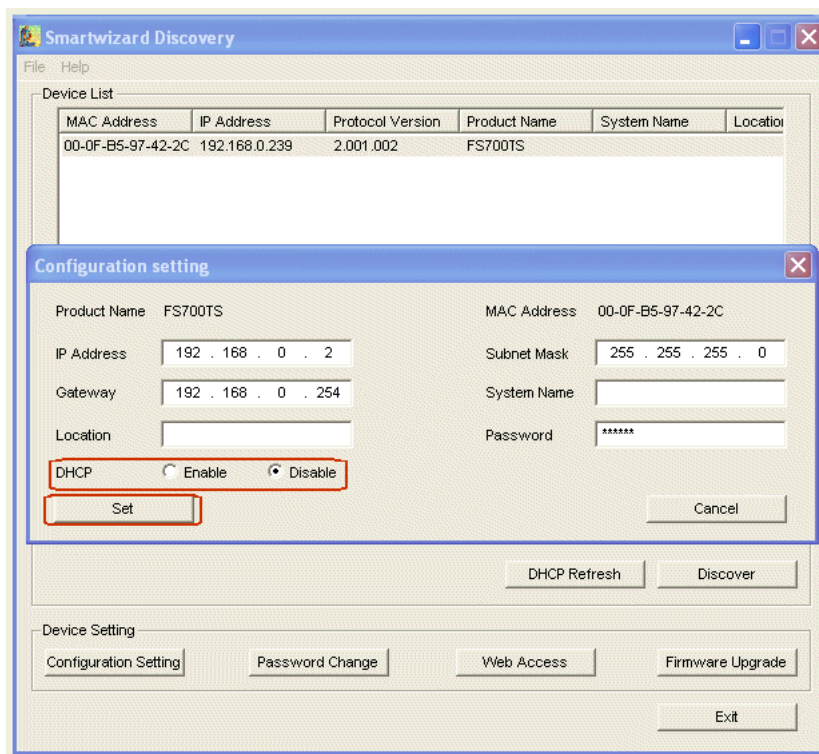 Smartwizard Discovery
File Help
Device List
MAC Address IP Address Protocol Version Product Name System Name Location
00-0F-B5-97-42-2C 192.168.0.239 2.001.002 FS700TS
Configuration setting
Product Name FS700TS MAC Address 00-0F-B5-97-42-2C
IP Address 192 . 168 . 0 . 2 Subnet Mask 255 . 255 . 255 . 0
Gateway 192 . 168 . 0 . 254 System Name
Location Password ******
DHCP Enable Disable
Set Cancel
DHCP Refresh Discover
Device Setting
Configuration Setting Password Change Web Access Firmware Upgrade
Exit